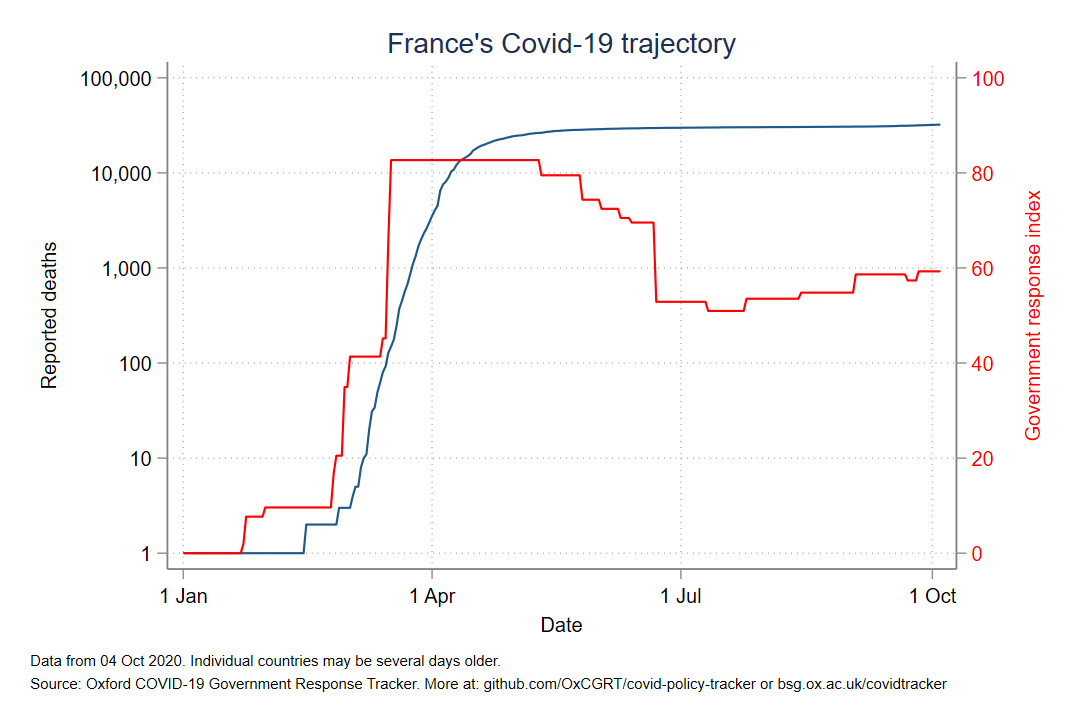 France's Covid-19 trajectory
100,000
10,000
1,000
100
10
1
Reported deaths
100
80
60
40
20
0
Government response index
1 Jan 1 Apr 1 Jul 1 Oct
Date
Data from 04 Oct 2020. Individual countries may be several days older.
Source: Oxford COVID-19 Government Response Tracker. More at: github.com/OxCGRT/covid-policy-tracker or bsg.ox.ac.uk/covidtracker